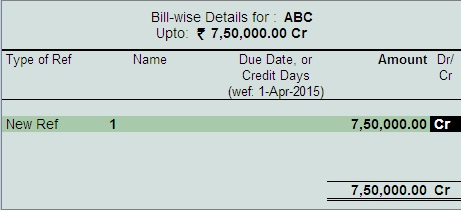 Bill-wise Details for : ABC
Upto: ₹ 7,50,000.00 Cr
Type of Ref Name Due Date, or Amount Dr/
Credit Days Cr
(wef: 1-Apr-2015)
New Ref 1 7,50,000.00 Cr
7,50,000.00 Cr